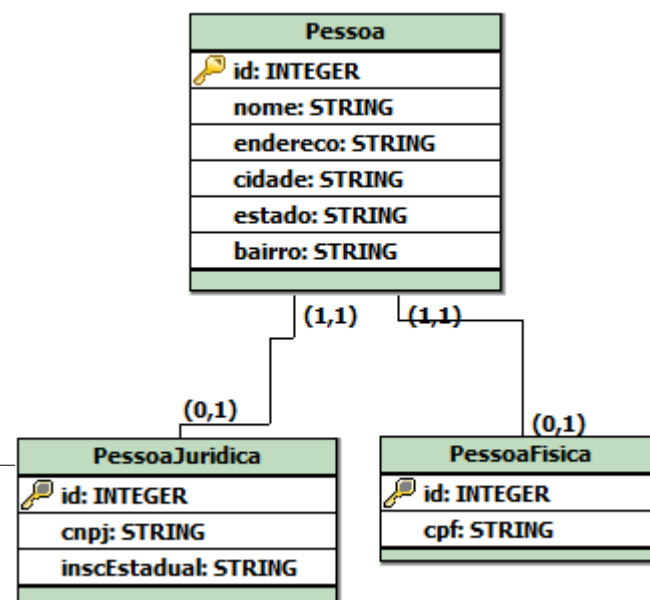 Pessoa
id: INTEGER
nome: STRING
endereco: STRING
cidade: STRING
estado: STRING
bairro: STRING
(1,1)
(1,1)
(0,1)
(0,1)
PessoaJuridica
id: INTEGER
cnpj: STRING
inscEstadual: STRING
PessoaFisica
id: INTEGER
cpf: STRING